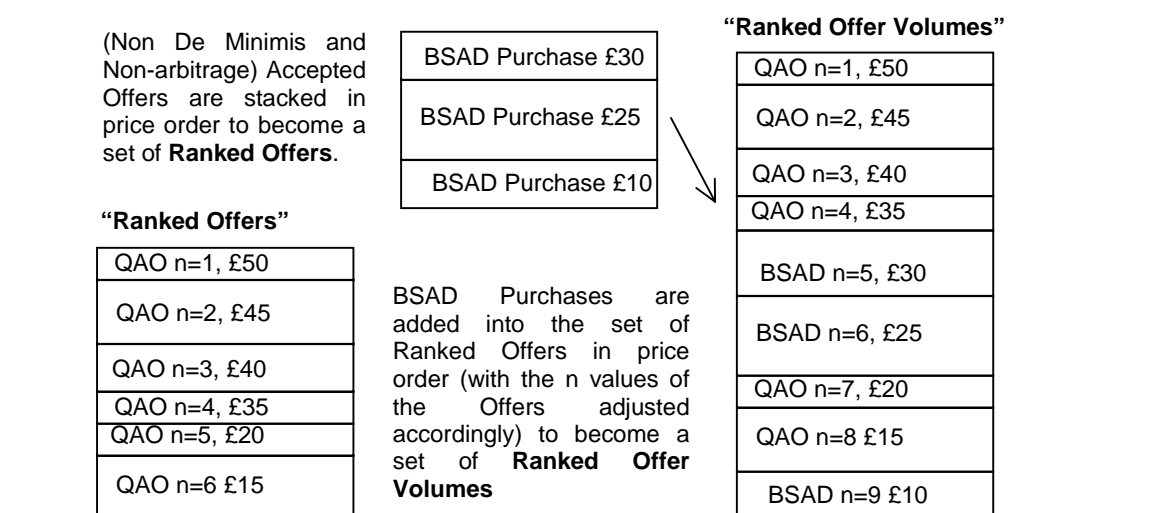 (Non De Minimis and
Non-arbitrage) Accepted
Offers are stacked in
price order to become a
set of Ranked Offers.
“Ranked Offers”
QAO n=1, £50
QAO n=2, £45
QAO n=3, £40
QAO n=4, £35
QAO n=5, £20
QAO n=6 £15
BSAD Purchase £30
BSAD Purchase £25
BSAD Purchase £10
BSAD Purchases are
added into the set of
Ranked Offers in price
order (with the n values of
the Offers adjusted
accordingly) to become a
set of Ranked Offer
Volumes
“Ranked Offer Volumes”
QAO n=1, £50
QAO n=2, £45
QAO n=3, £40
QAO n=4, £35
BSAD n=5, £30
BSAD n=6, £25
QAO n=7, £20
QAO n=8 £15
BSAD n=9 £10